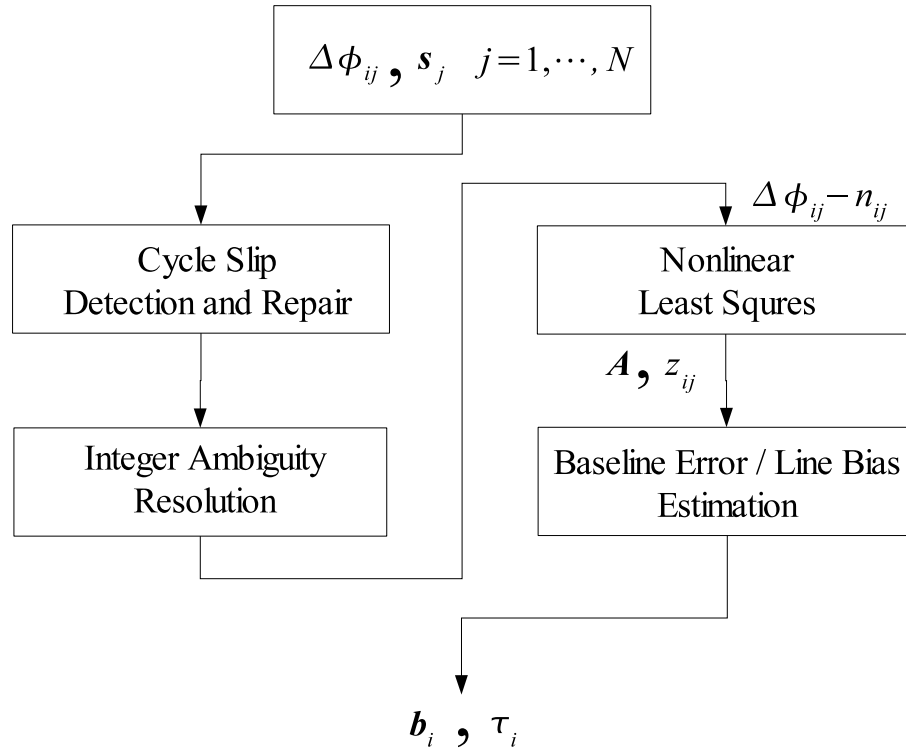 Δϕij, sj j=1,⋯, N
Cycle Slip
Detection and Repair
Integer Ambiguity
Resolution
Δϕij−nij
Nonlinear
Least Squres
A, zij
Baseline Error / Line Bias
Estimation
bi, τi